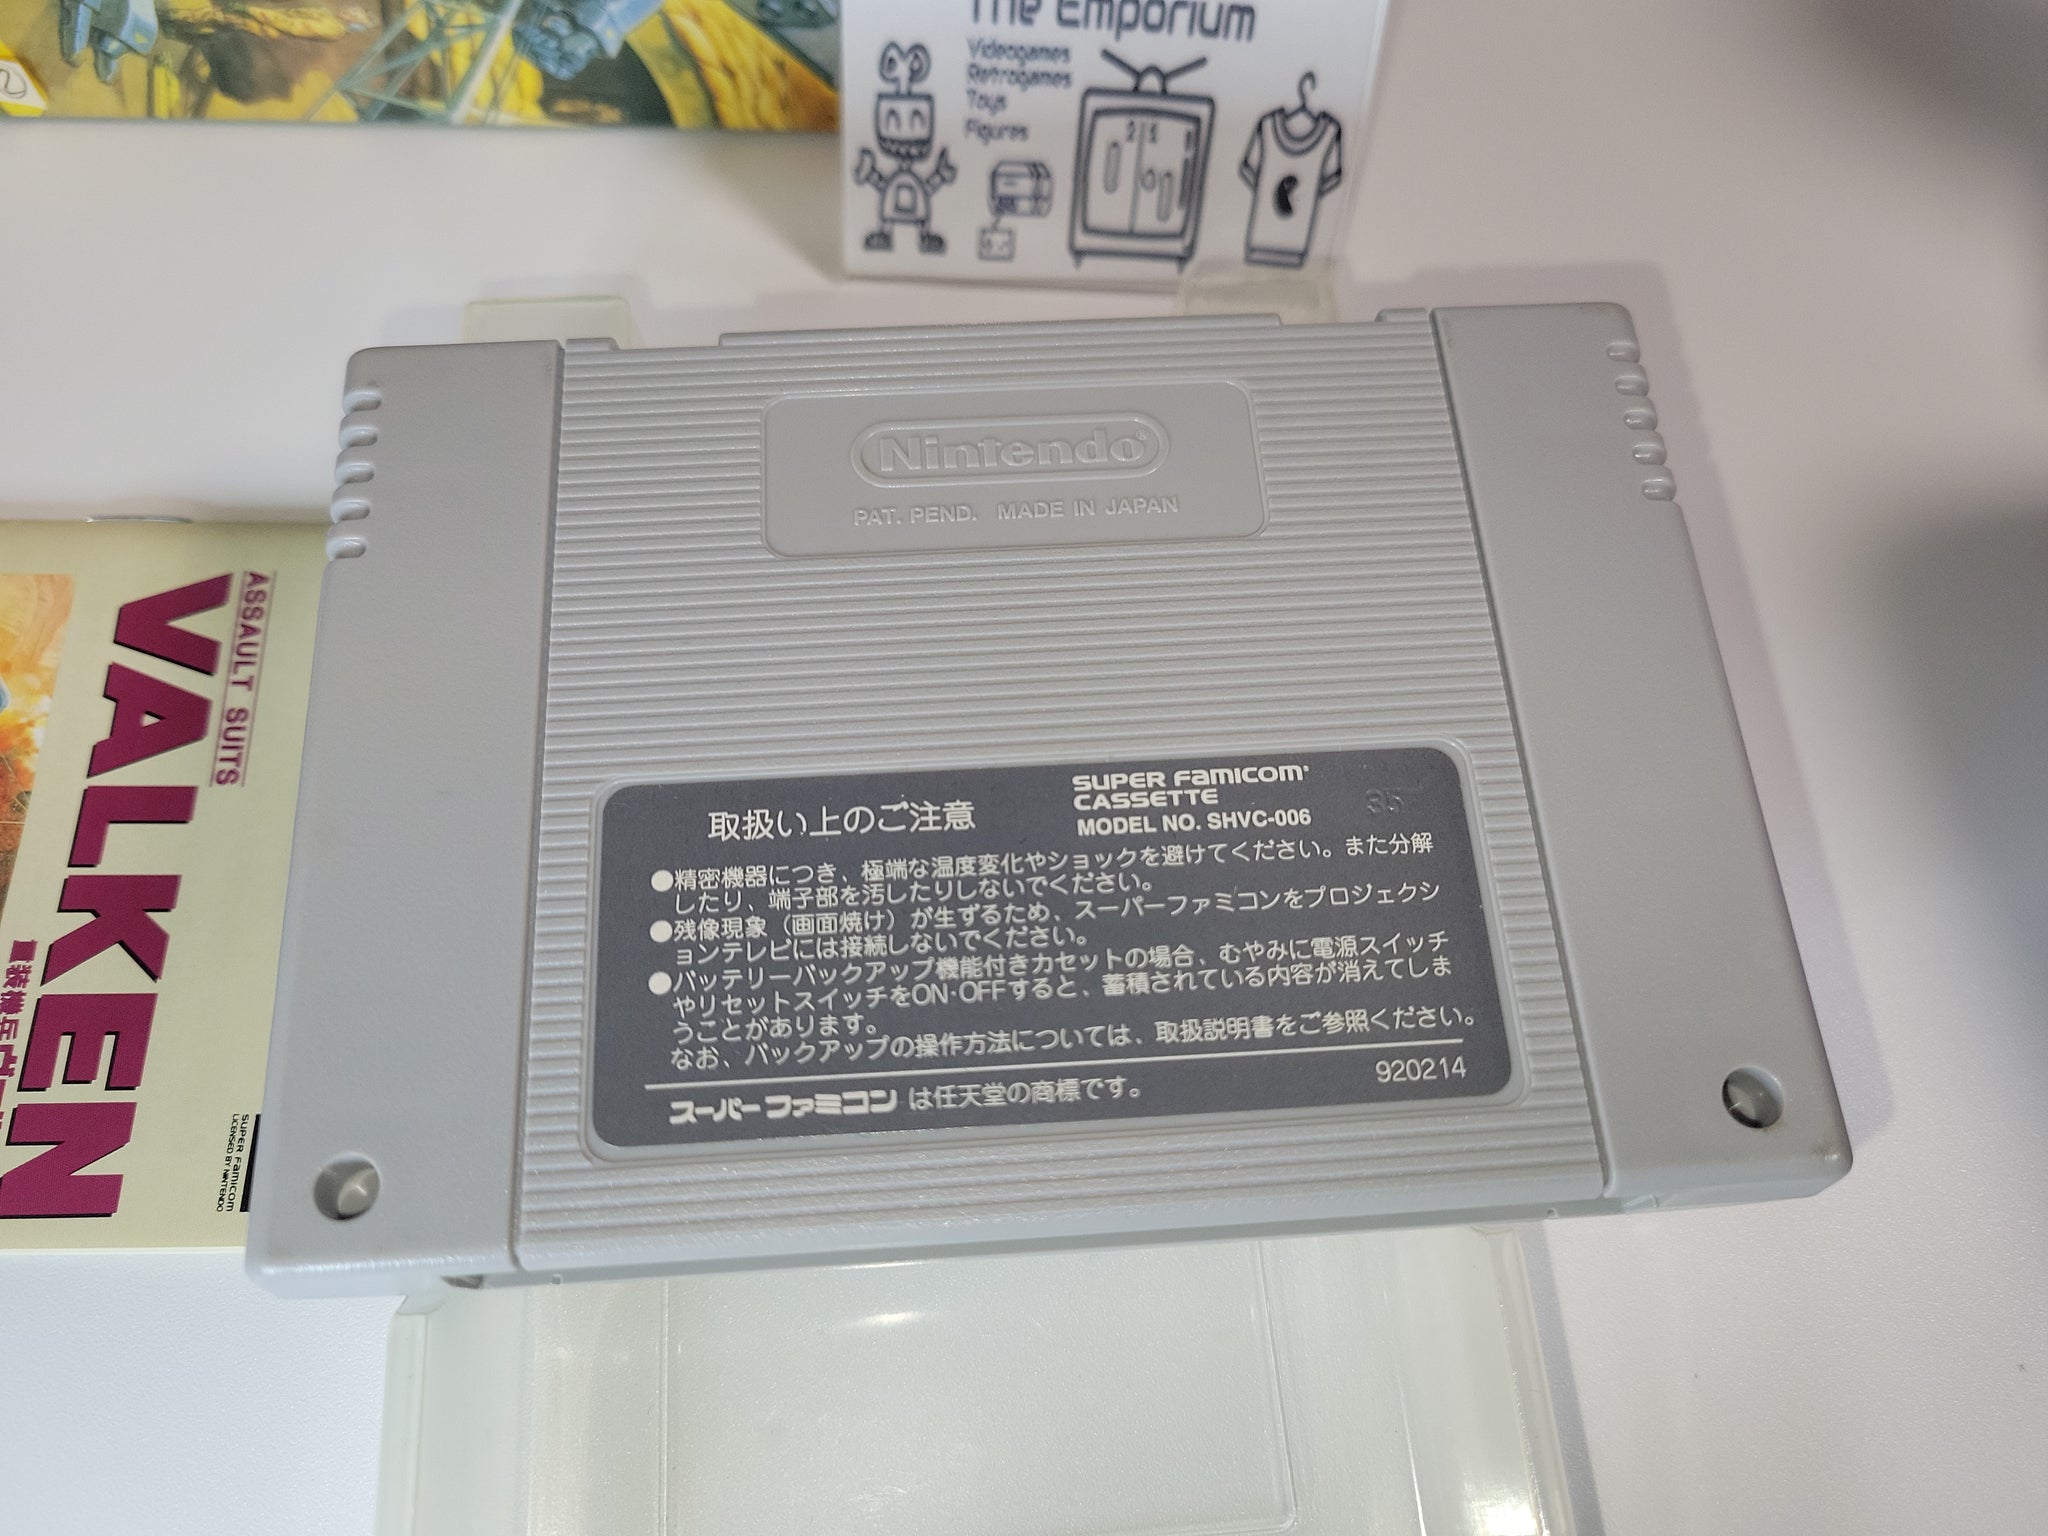 The Emporium
Videogames
Retrogames
Toys
Figures
Nintendo®
PAT. PEND. MADE IN JAPAN
取扱い上のご注意
SUPER FAMICOM
CASSETTE
MODEL NO. SHVC-006
35
●精密機器につき、極端な温度変化やショックを避けてください。また分解
したり、端子部を汚したりしないでください。
●残像現象（画面焼け）が生ずるため、スーパーファミコンをプロジェクシ
ョンテレビには接続しないでください。
●バッテリーバックアップ機能付きカセットの場合、むやみに電源スイッチ
やリセットスイッチをON・OFFすると、蓄積されている内容が消えてしま
うことがあります。
なお、バックアップの操作方法については、取扱説明書をご参照ください。
920214
スーパーファミコンは任天堂の商標です。
ASSAULT SUITS
VALKEN
重装機兵ヴァ
SUPER FAMICOM
LICENSED BY NINTENDO